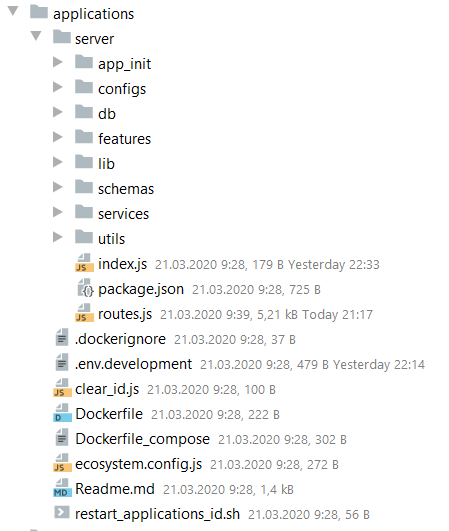 applications
server
app_init
configs
db
features
lib
schemas
services
utils
index.js 21.03.2020 9:28, 179 B Yesterday 22:33
package.json 21.03.2020 9:28, 725 B
routes.js 21.03.2020 9:39, 5,21 kB Today 21:17
.dockerignore 21.03.2020 9:28, 37 B
.env.development 21.03.2020 9:28, 479 B Yesterday 22:14
clear_id.js 21.03.2020 9:28, 100 B
Dockerfile 21.03.2020 9:28, 222 B
Dockerfile_compose 21.03.2020 9:28, 302 B
ecosystem.config.js 21.03.2020 9:28, 272 B
Readme.md 21.03.2020 9:28, 1,4 kB
restart_applications_id.sh 21.03.2020 9:28, 56 B